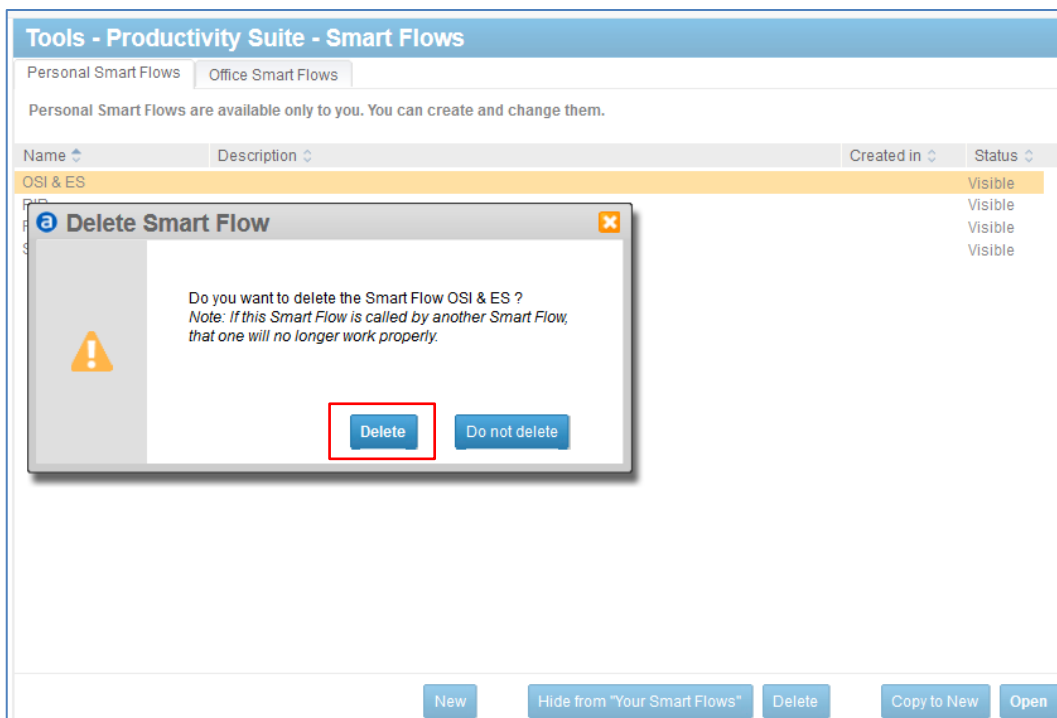 Tools - Productivity Suite - Smart Flows
Personal Smart Flows Office Smart Flows
Personal Smart Flows are available only to you. You can create and change them.
Name Description Created in Status
OSI & ES Visible
Visible
Visible
Visible
Delete Smart Flow
Do you want to delete the Smart Flow OSI & ES ?
Note: If this Smart Flow is called by another Smart Flow,
that one will no longer work properly.
Delete Do not delete
New Hide from "Your Smart Flows" Delete Copy to New Open